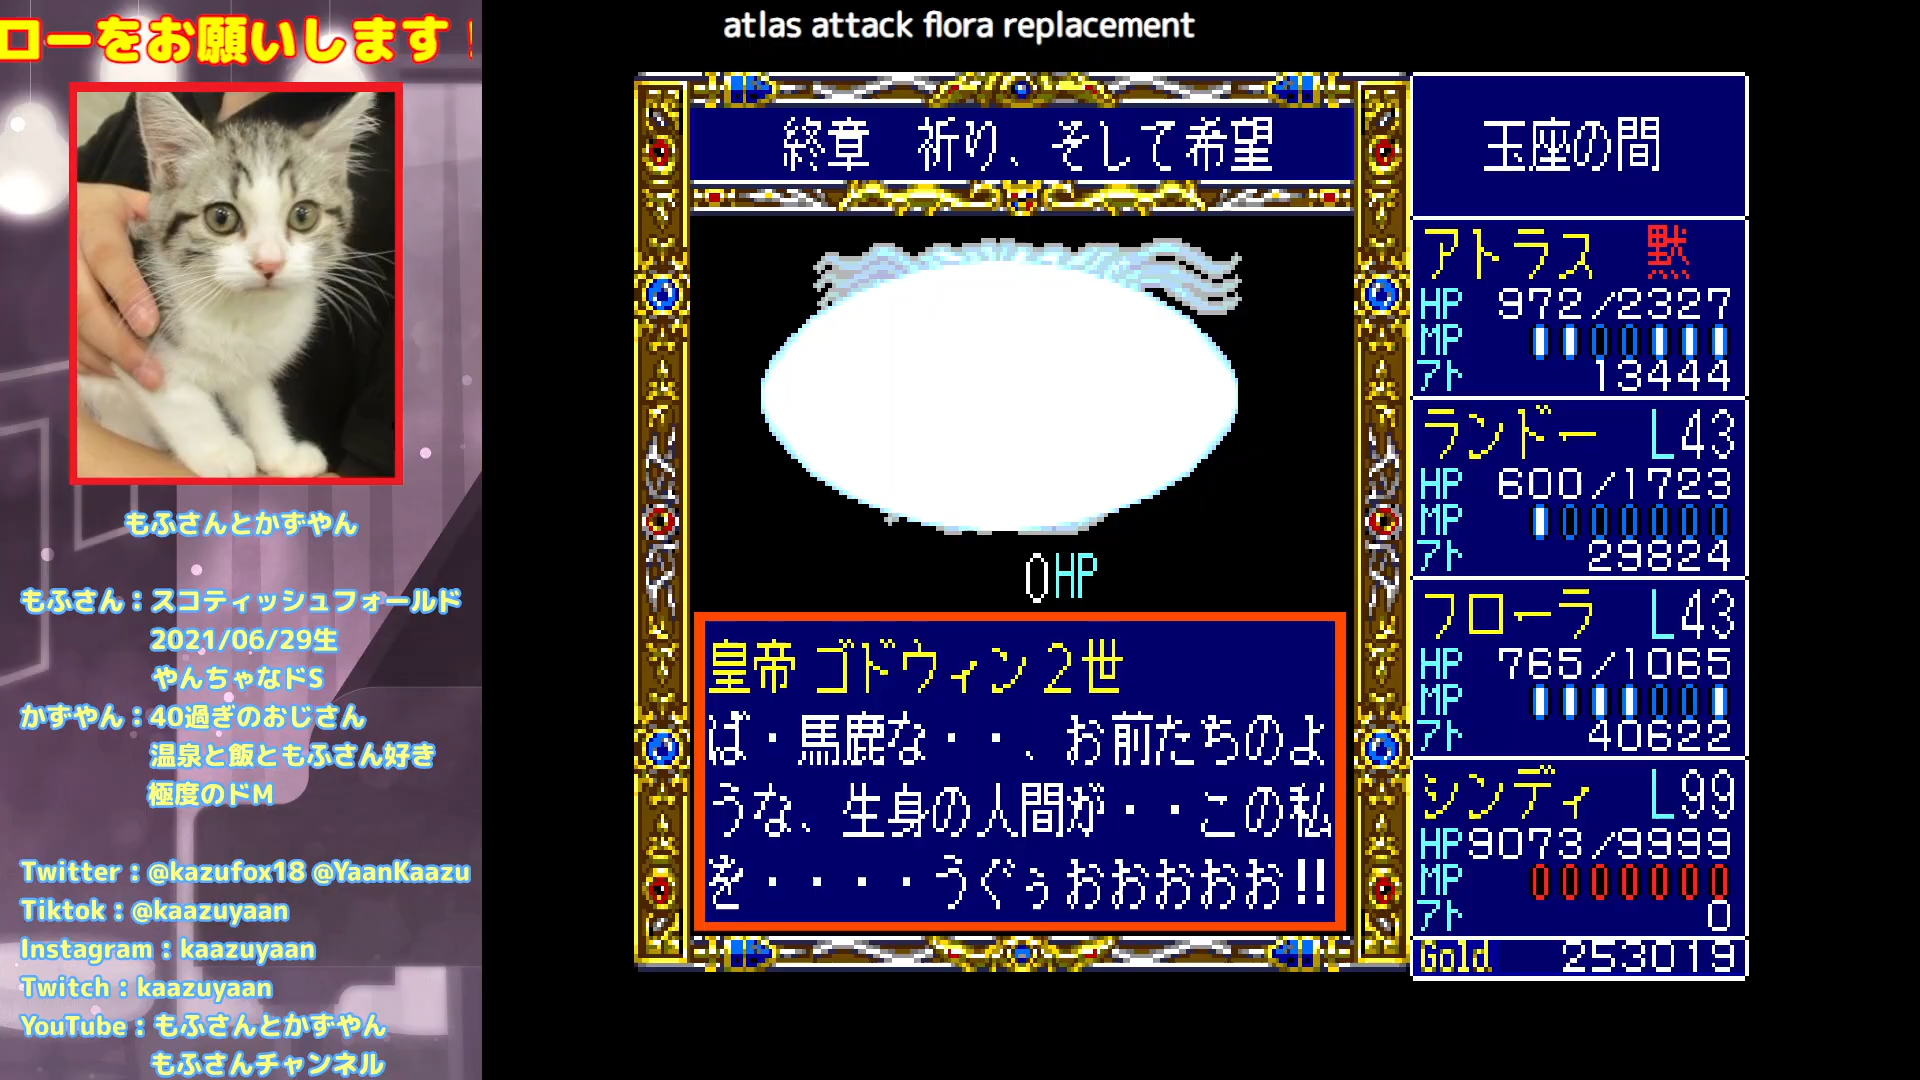 ローをお願いします！
もふさんとかずやん
もふさん：スコティッシュフォールド
2021/06/29生
やんちゃなドS
かずやん：40過ぎのおじさん
温泉と飯ともふさん好き
極度のドM
Twitter：@kazufox18 @YaanKaazu
Tiktok：@kaazuyaan
Instagram：kaazuyaan
Twitch：kaazuyaan
YouTube：もふさんとかずやん
もふさんチャンネル
atlas attack flora replacement
終章　祈り、そして希望
0HP
皇帝 ゴドウィン２世
ば・馬鹿な・・、お前たちのよ
うな、生身の人間が・・この私
を・・・・うぐぅおおおおお!!
玉座の間
アトラス 黙
HP 972/2327
MP
アト 13444
ランドー L43
HP 600/1723
MP
アト 29824
フローラ L43
HP 765/1065
MP
アト 40622
シンディ L99
HP9073/9999
MP
アト 0
Gold 253019